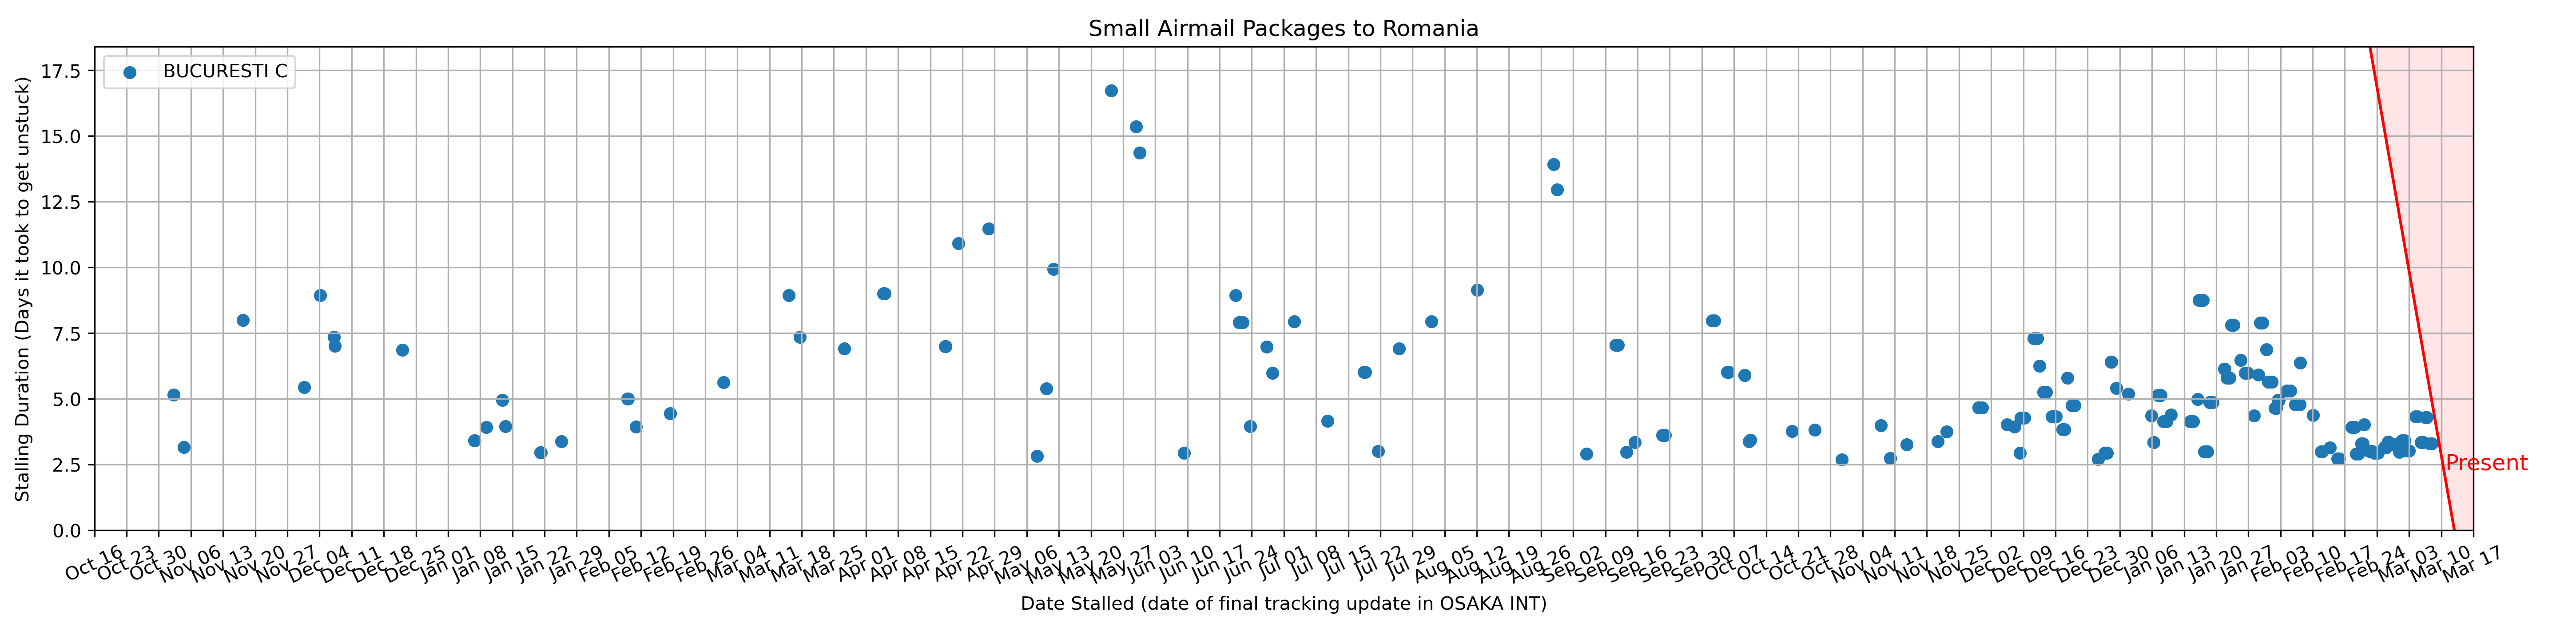 Small Airmail Packages to Romania
BUCURESTI C
Stalling Duration (Days it took to get unstuck)
17.5
15.0
12.5
10.0
7.5
5.0
2.5
0.0
Present
Oct 16 Oct 23 Oct 30 Nov 06 Nov 13 Nov 20 Nov 27 Dec 04 Dec 11 Dec 18 Dec 25 Jan 01 Jan 08 Jan 15 Jan 22 Jan 29 Feb 05 Feb 12 Feb 19 Feb 26 Mar 04 Mar 11 Mar 18 Mar 25 Apr 01 Apr 08 Apr 15 Apr 22 Apr 29 May 06 May 13 May 20 May 27 Jun 03 Jun 10 Jun 17 Jun 24 Jul 01 Jul 08 Jul 15 Jul 22 Jul 29 Aug 05 Aug 12 Aug 19 Aug 26 Sep 02 Sep 09 Sep 16 Sep 23 Sep 30 Oct 07 Oct 14 Oct 21 Oct 28 Nov 04 Nov 11 Nov 18 Nov 25 Dec 02 Dec 09 Dec 16 Dec 23 Dec 30 Jan 06 Jan 13 Jan 20 Jan 27 Feb 03 Feb 10 Feb 17 Feb 24 Mar 03 Mar 10 Mar 17
Date Stalled (date of final tracking update in OSAKA INT)